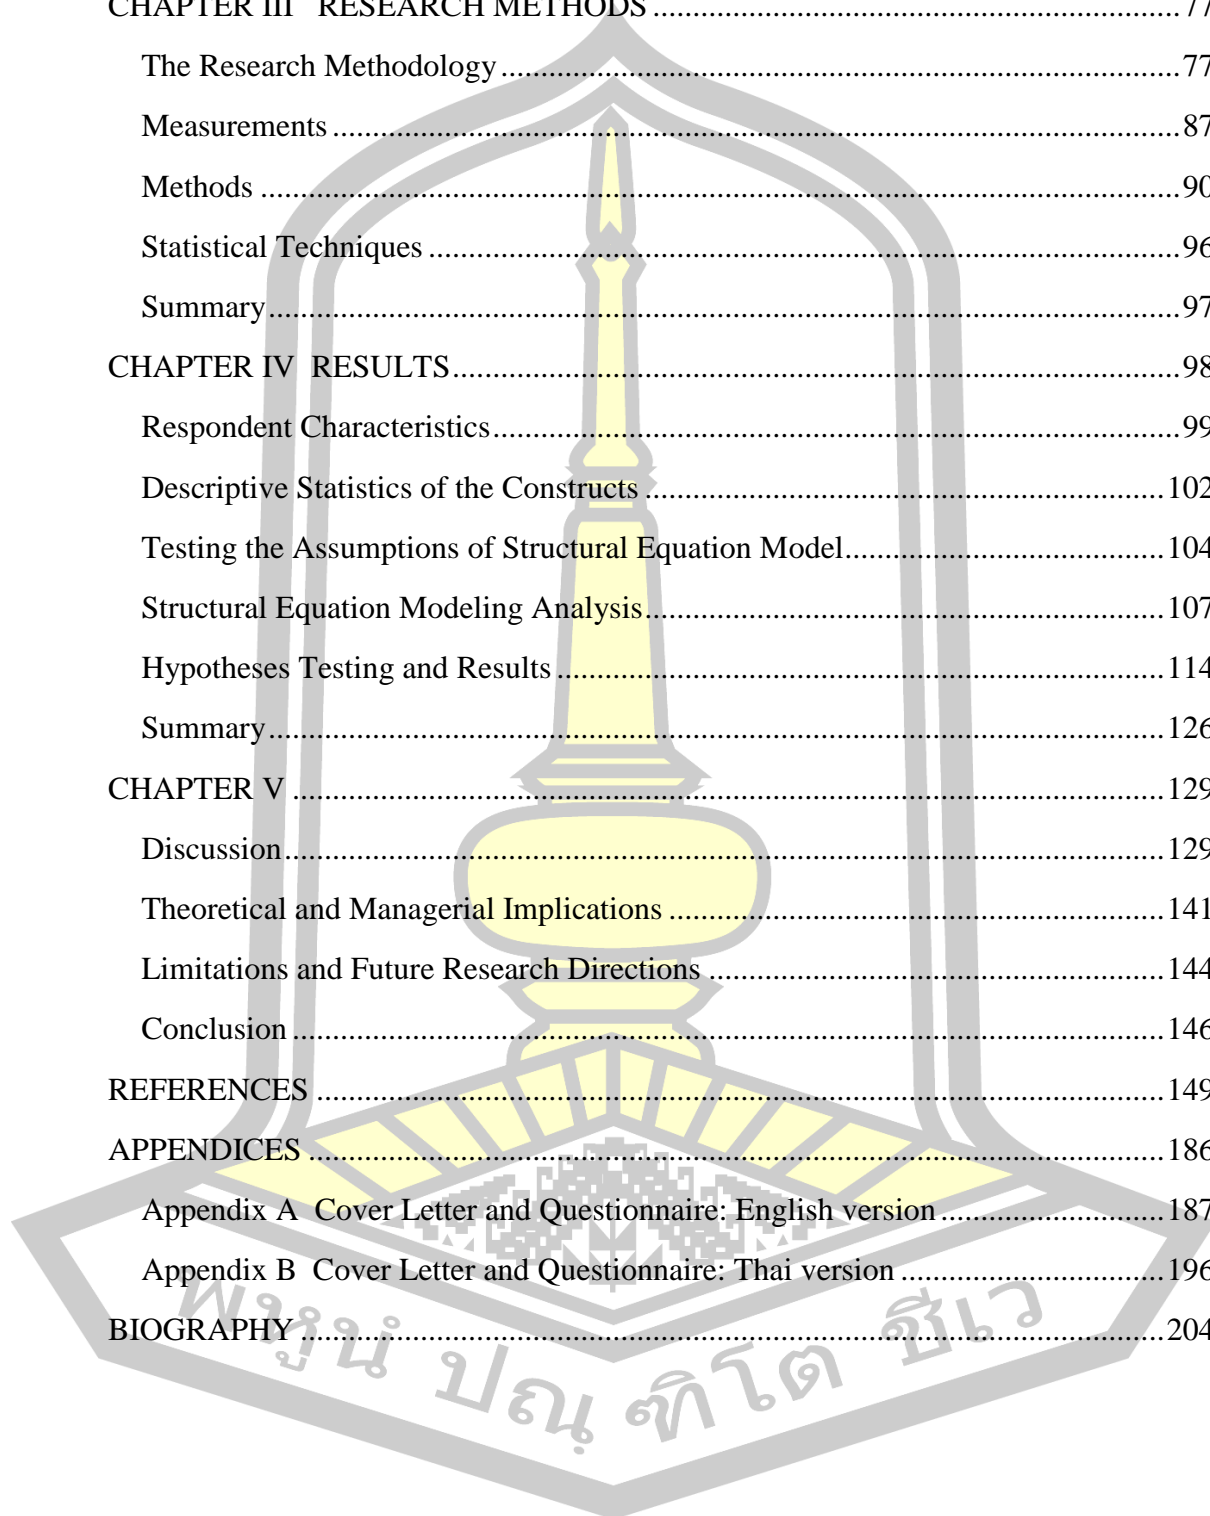 CHAPTER III   RESEARCH METHODS ........ 77
The Research Methodology ........ 77
Measurements ........ 87
Methods ........ 90
Statistical Techniques ........ 96
Summary ........ 97
CHAPTER IV  RESULTS ........ 98
Respondent Characteristics ........ 99
Descriptive Statistics of the Constructs ........ 102
Testing the Assumptions of Structural Equation Model ........ 104
Structural Equation Modeling Analysis ........ 107
Hypotheses Testing and Results ........ 114
Summary ........ 126
CHAPTER V ........ 129
Discussion ........ 129
Theoretical and Managerial Implications ........ 141
Limitations and Future Research Directions ........ 144
Conclusion ........ 146
REFERENCES ........ 149
APPENDICES ........ 186
Appendix A  Cover Letter and Questionnaire: English version ........ 187
Appendix B  Cover Letter and Questionnaire: Thai version ........ 196
BIOGRAPHY ........ 204
พหูนํ ปณฺฑิโต ชีเว